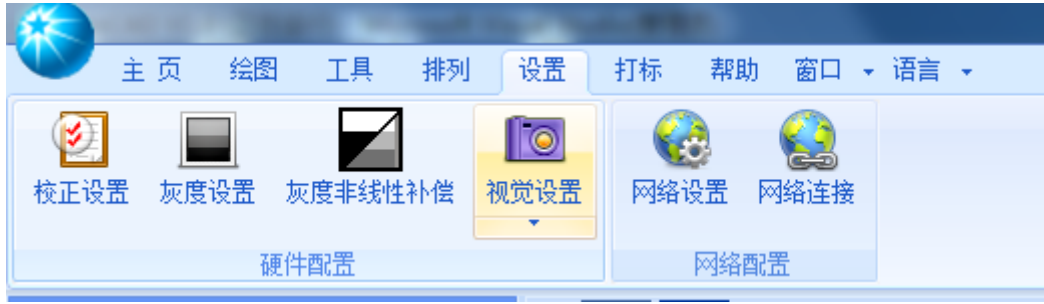 主 页 绘图 工具 排列 设置 打标 帮助 窗口 语言
校正设置 灰度设置 灰度非线性补偿 视觉设置 网络设置 网络连接
硬件配置 网络配置